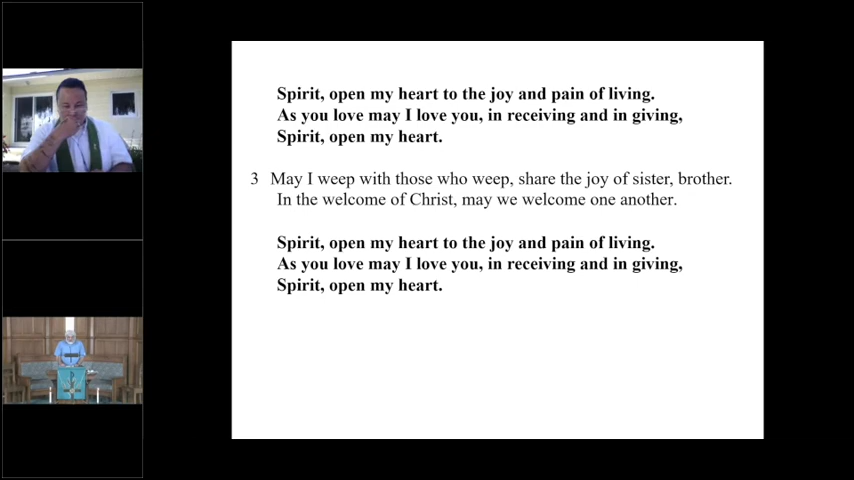 Spirit, open my heart to the joy and pain of living.
As you love may I love you, in receiving and in giving,
Spirit, open my heart.
3 May I weep with those who weep, share the joy of sister, brother.
In the welcome of Christ, may we welcome one another.
Spirit, open my heart to the joy and pain of living.
As you love may I love you, in receiving and in giving,
Spirit, open my heart.